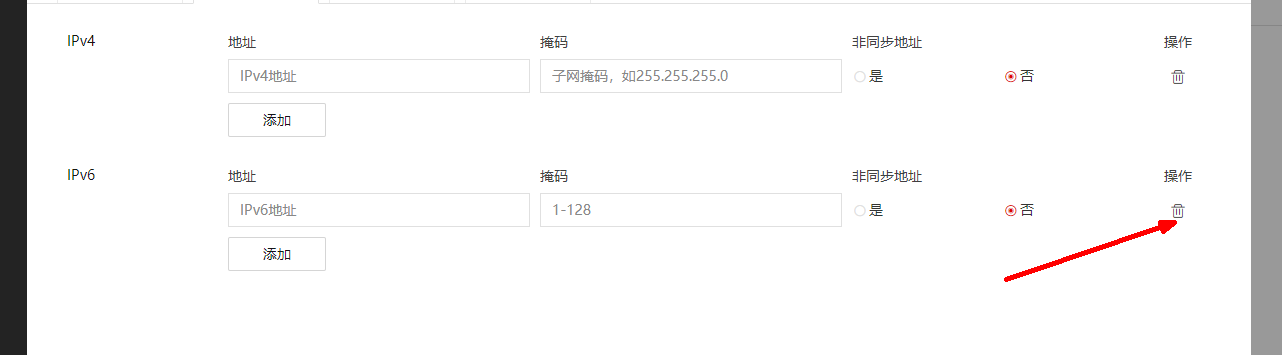 IPv4 地址 掩码 非同步地址 操作
IPv4地址 子网掩码，如255.255.255.0 是 否
添加
IPv6 地址 掩码 非同步地址 操作
IPv6地址 1-128 是 否
添加